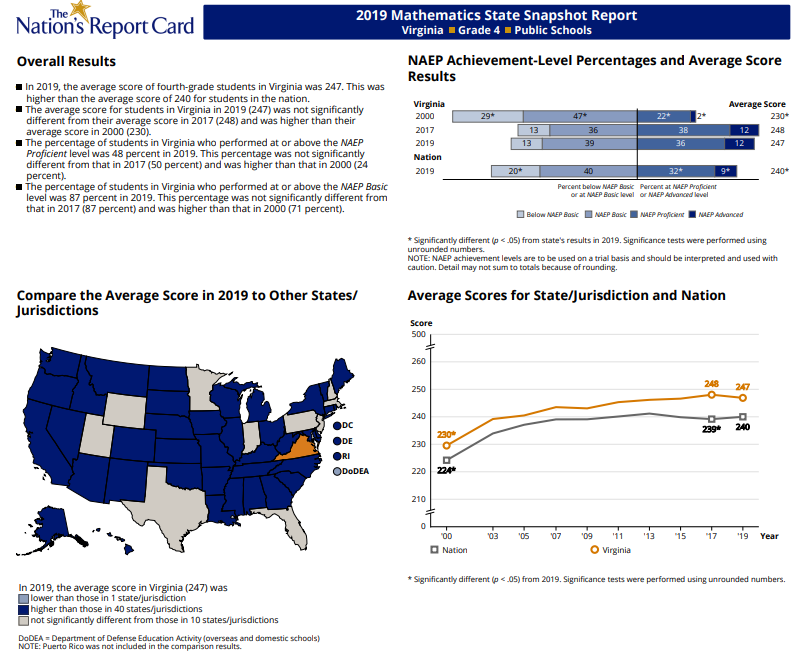 The
Nation's Report Card
2019 Mathematics State Snapshot Report
Virginia ■ Grade 4 ■ Public Schools
Overall Results
■ In 2019, the average score of fourth-grade students in Virginia was 247. This was
higher than the average score of 240 for students in the nation.
■ The average score for students in Virginia in 2019 (247) was not significantly
different from their average score in 2017 (248) and was higher than their
average score in 2000 (230).
■ The percentage of students in Virginia who performed at or above the NAEP
Proficient level was 48 percent in 2019. This percentage was not significantly
different from that in 2017 (50 percent) and was higher than that in 2000 (24
percent).
■ The percentage of students in Virginia who performed at or above the NAEP Basic
level was 87 percent in 2019. This percentage was not significantly different from
that in 2017 (87 percent) and was higher than that in 2000 (71 percent).
NAEP Achievement-Level Percentages and Average Score
Results
Virginia Average Score
2000 29* 47* 22* 2* 230*
2017 13 36 38 12 248
2019 13 39 36 12 247
Nation
2019 20* 40 32* 9* 240*
Percent below NAEP Basic Percent at NAEP Proficient
or at NAEP Basic level or NAEP Advanced level
Below NAEP Basic NAEP Basic NAEP Proficient NAEP Advanced
* Significantly different (p < .05) from state's results in 2019. Significance tests were performed using
unrounded numbers.
NOTE: NAEP achievement levels are to be used on a trial basis and should be interpreted and used with
caution. Detail may not sum to totals because of rounding.
Compare the Average Score in 2019 to Other States/
Jurisdictions
DC
DE
RI
DoDEA
In 2019, the average score in Virginia (247) was
lower than those in 1 state/jurisdiction
higher than those in 40 states/jurisdictions
not significantly different from those in 10 states/jurisdictions
DoDEA = Department of Defense Education Activity (overseas and domestic schools)
NOTE: Puerto Rico was not included in the comparison results.
Average Scores for State/Jurisdiction and Nation
Score
500
260
250
240
230
220
210
0
230*
248
247
224*
239*
240
'00 '03 '05 '07 '09 '11 '13 '15 '17 '19 Year
Nation Virginia
* Significantly different (p < .05) from 2019. Significance tests were performed using unrounded numbers.